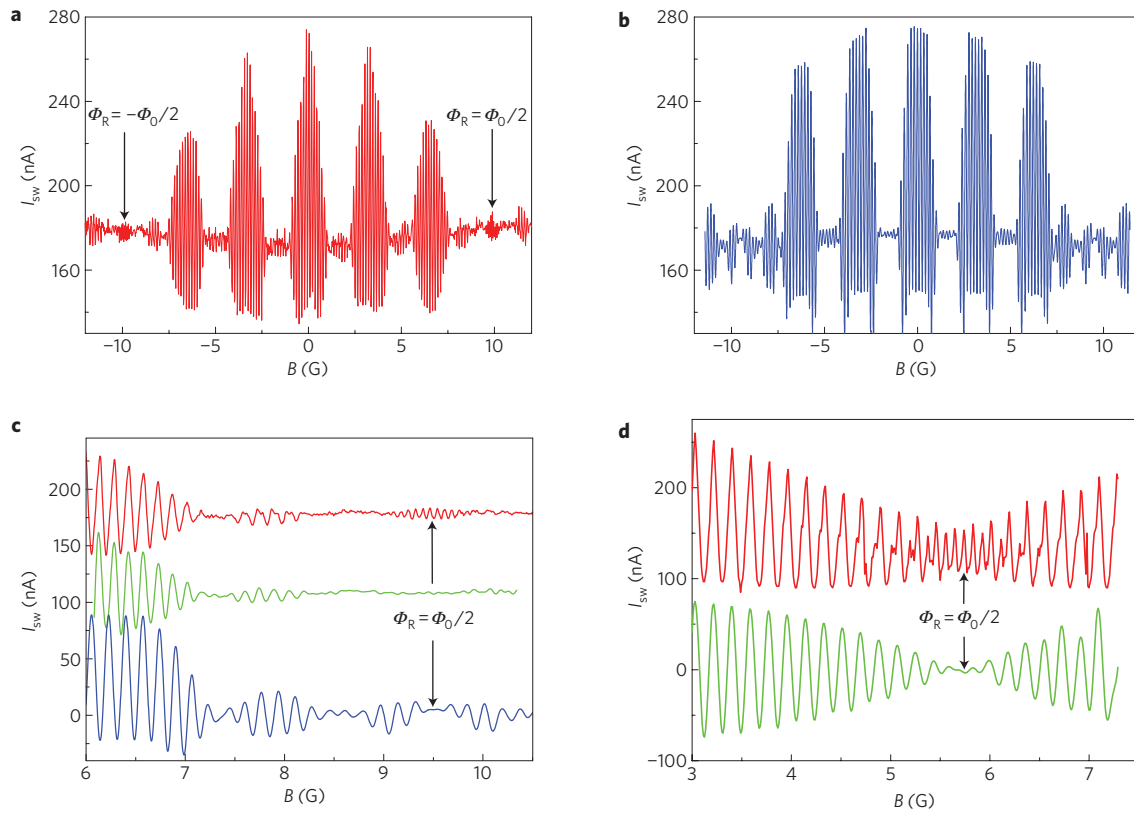 a
280
240
200
160
I_sw (nA)
Φ_R = −Φ_0/2
Φ_R = Φ_0/2
−10
−5
0
5
10
B (G)
b
280
240
200
160
I_sw (nA)
−10
−5
0
5
10
B (G)
c
200
150
100
50
0
I_sw (nA)
Φ_R = Φ_0/2
6
7
8
9
10
B (G)
d
200
100
0
−100
I_sw (nA)
Φ_R = Φ_0/2
3
4
5
6
7
B (G)